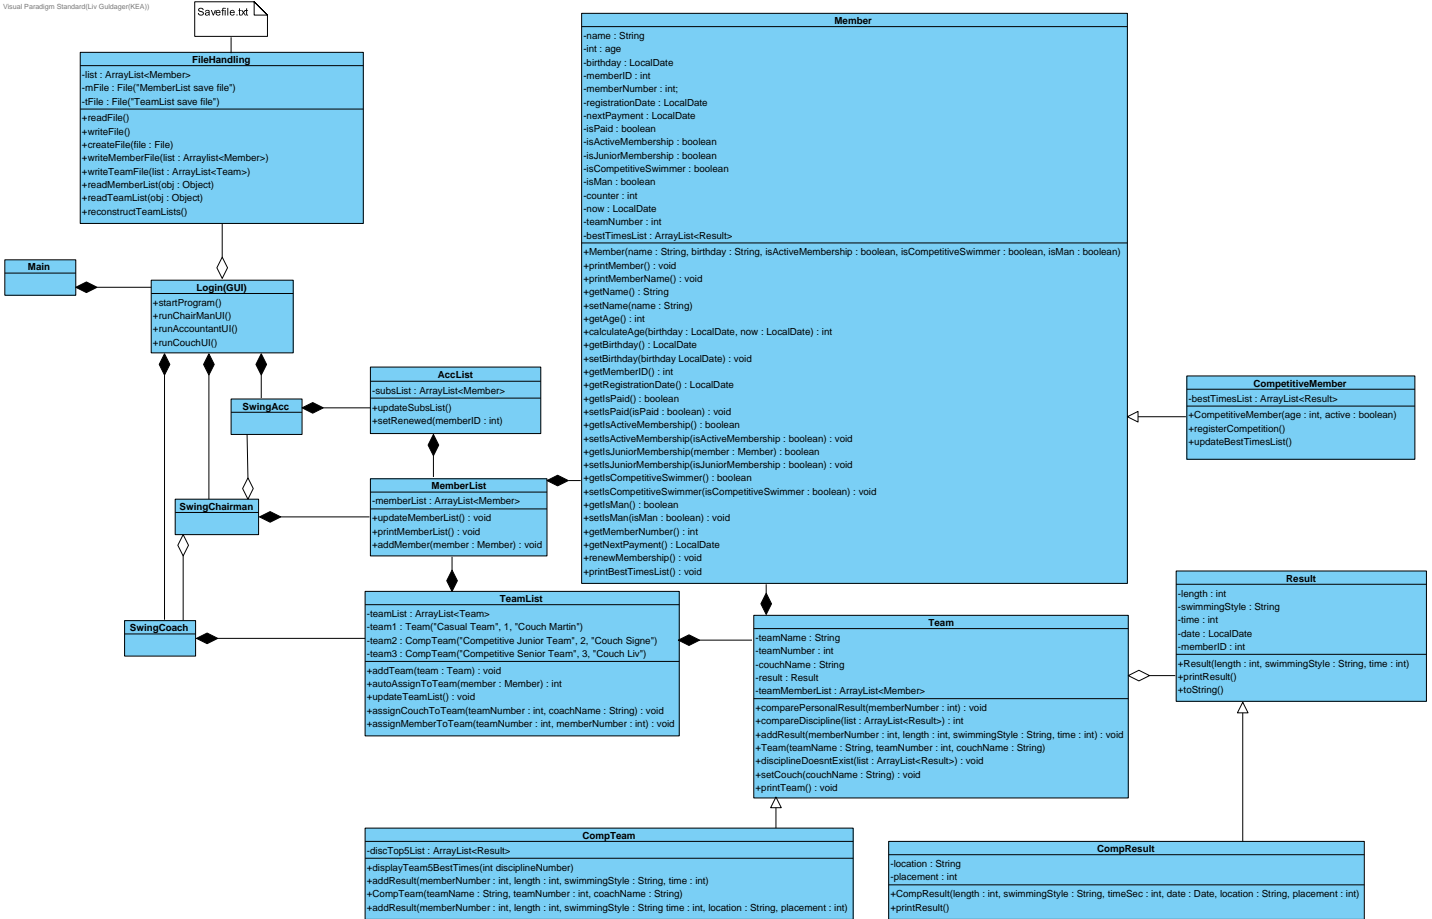 Visual Paradigm Standard(Liv Guldager(KEA))
Savefile.txt
FileHandling
-list : ArrayList<Member>
-mFile : File("MemberList save file")
-tFile : File("TeamList save file")
+readFile()
+writeFile()
+createFile(file : File)
+writeMemberFile(list : Arraylist<Member>)
+writeTeamFile(list : ArrayList<Team>)
+readMemberList(obj : Object)
+readTeamList(obj : Object)
+reconstructTeamLists()
Main
Login(GUI)
+startProgram()
+runChairManUI()
+runAccountantUI()
+runCouchUI()
SwingAcc
SwingChairman
SwingCoach
AccList
-subsList : ArrayList<Member>
+updateSubsList()
+setRenewed(memberID : int)
MemberList
-memberList : ArrayList<Member>
+updateMemberList() : void
+printMemberList() : void
+addMember(member : Member) : void
TeamList
-teamList : ArrayList<Team>
-team1 : Team("Casual Team", 1, "Couch Martin")
-team2 : CompTeam("Competitive Junior Team", 2, "Couch Signe")
-team3 : CompTeam("Competitive Senior Team", 3, "Couch Liv")
+addTeam(team : Team) : void
+autoAssignToTeam(member : Member) : int
+updateTeamList() : void
+assignCouchToTeam(teamNumber : int, coachName : String) : void
+assignMemberToTeam(teamNumber : int, memberNumber : int) : void
Member
-name : String
-int : age
-birthday : LocalDate
-memberID : int
-memberNumber : int;
-registrationDate : LocalDate
-nextPayment : LocalDate
-isPaid : boolean
-isActiveMembership : boolean
-isJuniorMembership : boolean
-isCompetitiveSwimmer : boolean
-isMan : boolean
-counter : int
-now : LocalDate
-teamNumber : int
-bestTimesList : ArrayList<Result>
+Member(name : String, birthday : String, isActiveMembership : boolean, isCompetitiveSwimmer : boolean, isMan : boolean)
+printMember() : void
+printMemberName() : void
+getName() : String
+setName(name : String)
+getAge() : int
+calculateAge(birthday : LocalDate, now : LocalDate) : int
+getBirthday() : LocalDate
+setBirthday(birthday LocalDate) : void
+getMemberID() : int
+getRegistrationDate() : LocalDate
+getIsPaid() : boolean
+setIsPaid(isPaid : boolean) : void
+getIsActiveMembership() : boolean
+setIsActiveMembership(isActiveMembership : boolean) : void
+getIsJuniorMembership(member : Member) : boolean
+setIsJuniorMembership(isJuniorMembership : boolean) : void
+getIsCompetitiveSwimmer() : boolean
+setIsCompetitiveSwimmer(isCompetitiveSwimmer : boolean) : void
+getIsMan() : boolean
+setIsMan(isMan : boolean) : void
+getMemberNumber() : int
+getNextPayment() : LocalDate
+renewMembership() : void
+printBestTimesList() : void
CompetitiveMember
-bestTimesList : ArrayList<Result>
+CompetitiveMember(age : int, active : boolean)
+registerCompetition()
+updateBestTimesList()
Team
-teamName : String
-teamNumber : int
-couchName : String
-result : Result
-teamMemberList : ArrayList<Member>
+comparePersonalResult(memberNumber : int) : void
+compareDiscipline(list : ArrayList<Result>) : int
+addResult(memberNumber : int, length : int, swimmingStyle : String, time : int) : void
+Team(teamName : String, teamNumber : int, couchName : String)
+disciplineDoesntExist(list : ArrayList<Result>) : void
+setCouch(couchName : String) : void
+printTeam() : void
Result
-length : int
-swimmingStyle : String
-time : int
-date : LocalDate
-memberID : int
+Result(length : int, swimmingStyle : String, time : int)
+printResult()
+toString()
CompTeam
-discTop5List : ArrayList<Result>
+displayTeam5BestTimes(int disciplineNumber)
+addResult(memberNumber : int, length : int, swimmingStyle : String, time : int)
+CompTeam(teamName : String, teamNumber : int, coachName : String)
+addResult(memberNumber : int, length : int, swimmingStyle : String time : int, location : String, placement : int)
CompResult
-location : String
-placement : int
+CompResult(length : int, swimmingStyle : String, timeSec : int, date : Date, location : String, placement : int)
+printResult()